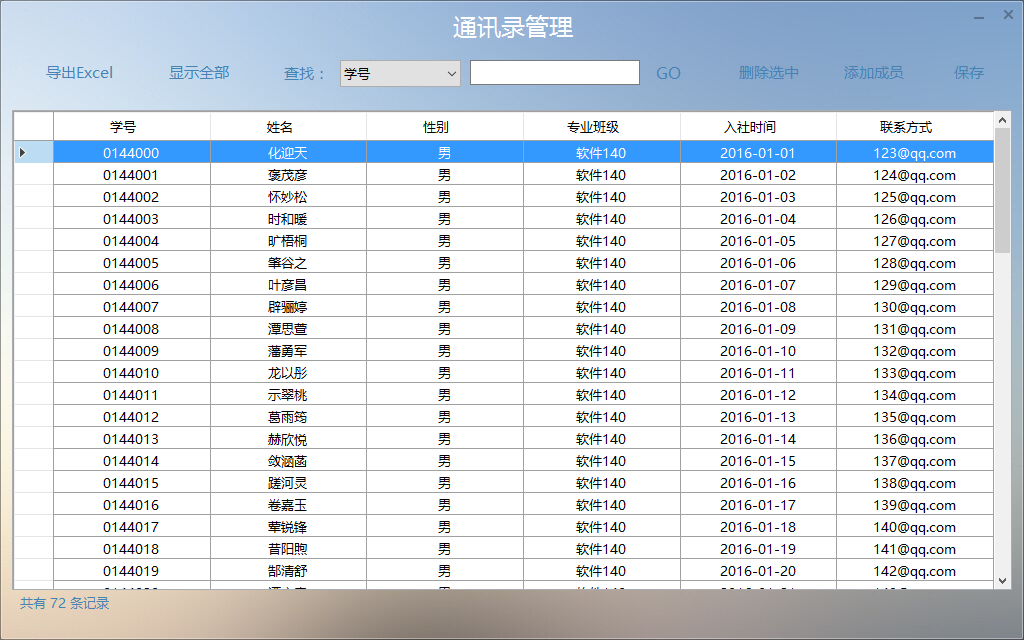 通讯录管理
导出Excel 显示全部 查找： 学号 GO 删除选中 添加成员 保存
学号 姓名 性别 专业班级 入社时间 联系方式
0144000 化迎天 男 软件140 2016-01-01 123@qq.com
0144001 褒茂彦 男 软件140 2016-01-02 124@qq.com
0144002 怀妙松 男 软件140 2016-01-03 125@qq.com
0144003 时和暖 男 软件140 2016-01-04 126@qq.com
0144004 旷梧桐 男 软件140 2016-01-05 127@qq.com
0144005 肇谷之 男 软件140 2016-01-06 128@qq.com
0144006 叶彦昌 男 软件140 2016-01-07 129@qq.com
0144007 辟骊婷 男 软件140 2016-01-08 130@qq.com
0144008 潭思萱 男 软件140 2016-01-09 131@qq.com
0144009 藩勇军 男 软件140 2016-01-10 132@qq.com
0144010 龙以彤 男 软件140 2016-01-11 133@qq.com
0144011 示翠桃 男 软件140 2016-01-12 134@qq.com
0144012 葛雨筠 男 软件140 2016-01-13 135@qq.com
0144013 赫欣悦 男 软件140 2016-01-14 136@qq.com
0144014 敛涵菡 男 软件140 2016-01-15 137@qq.com
0144015 蹉河灵 男 软件140 2016-01-16 138@qq.com
0144016 卷嘉玉 男 软件140 2016-01-17 139@qq.com
0144017 荤锐锋 男 软件140 2016-01-18 140@qq.com
0144018 昔阳煦 男 软件140 2016-01-19 141@qq.com
0144019 郜清舒 男 软件140 2016-01-20 142@qq.com
共有 72 条记录